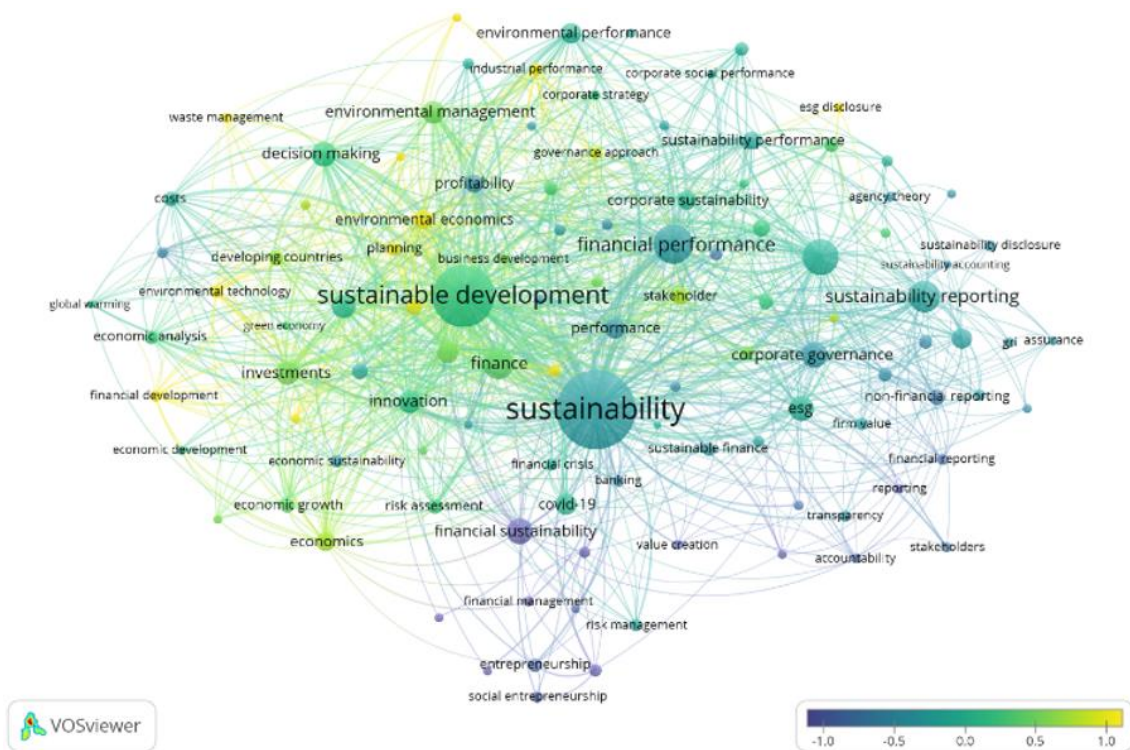 environmental performance
industrial performance
corporate social performance
corporate strategy
esg disclosure
environmental management
waste management
sustainability performance
decision making
governance approach
profitability
costs
corporate sustainability
agency theory
environmental economics
financial performance
sustainability disclosure
planning
developing countries
business development
sustainability accounting
environmental technology
sustainable development
stakeholder
sustainability reporting
global warming
green economy
performance
economic analysis
gri
assurance
corporate governance
finance
investments
financial development
non-financial reporting
innovation
sustainability
esg
firm value
economic development
sustainable finance
financial reporting
economic sustainability
financial crisis
banking
reporting
economic growth
risk assessment
covid-19
transparency
financial sustainability
economics
value creation
stakeholders
accountability
financial management
risk management
entrepreneurship
social entrepreneurship
VOSviewer
-1.0 -0.5 0.0 0.5 1.0